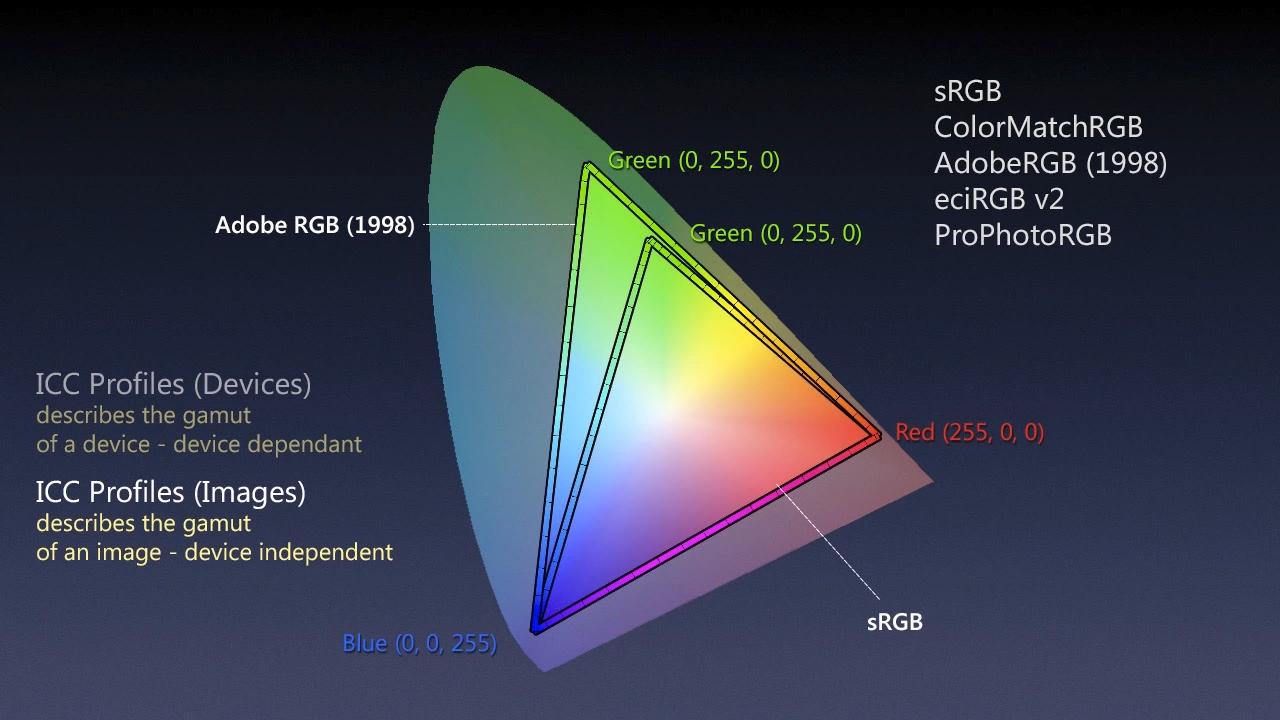 sRGB
ColorMatchRGB
AdobeRGB (1998)
eciRGB v2
ProPhotoRGB
Green (0, 255, 0)
Adobe RGB (1998)
Green (0, 255, 0)
ICC Profiles (Devices)
describes the gamut
of a device - device dependant
Red (255, 0, 0)
ICC Profiles (Images)
describes the gamut
of an image - device independent
sRGB
Blue (0, 0, 255)